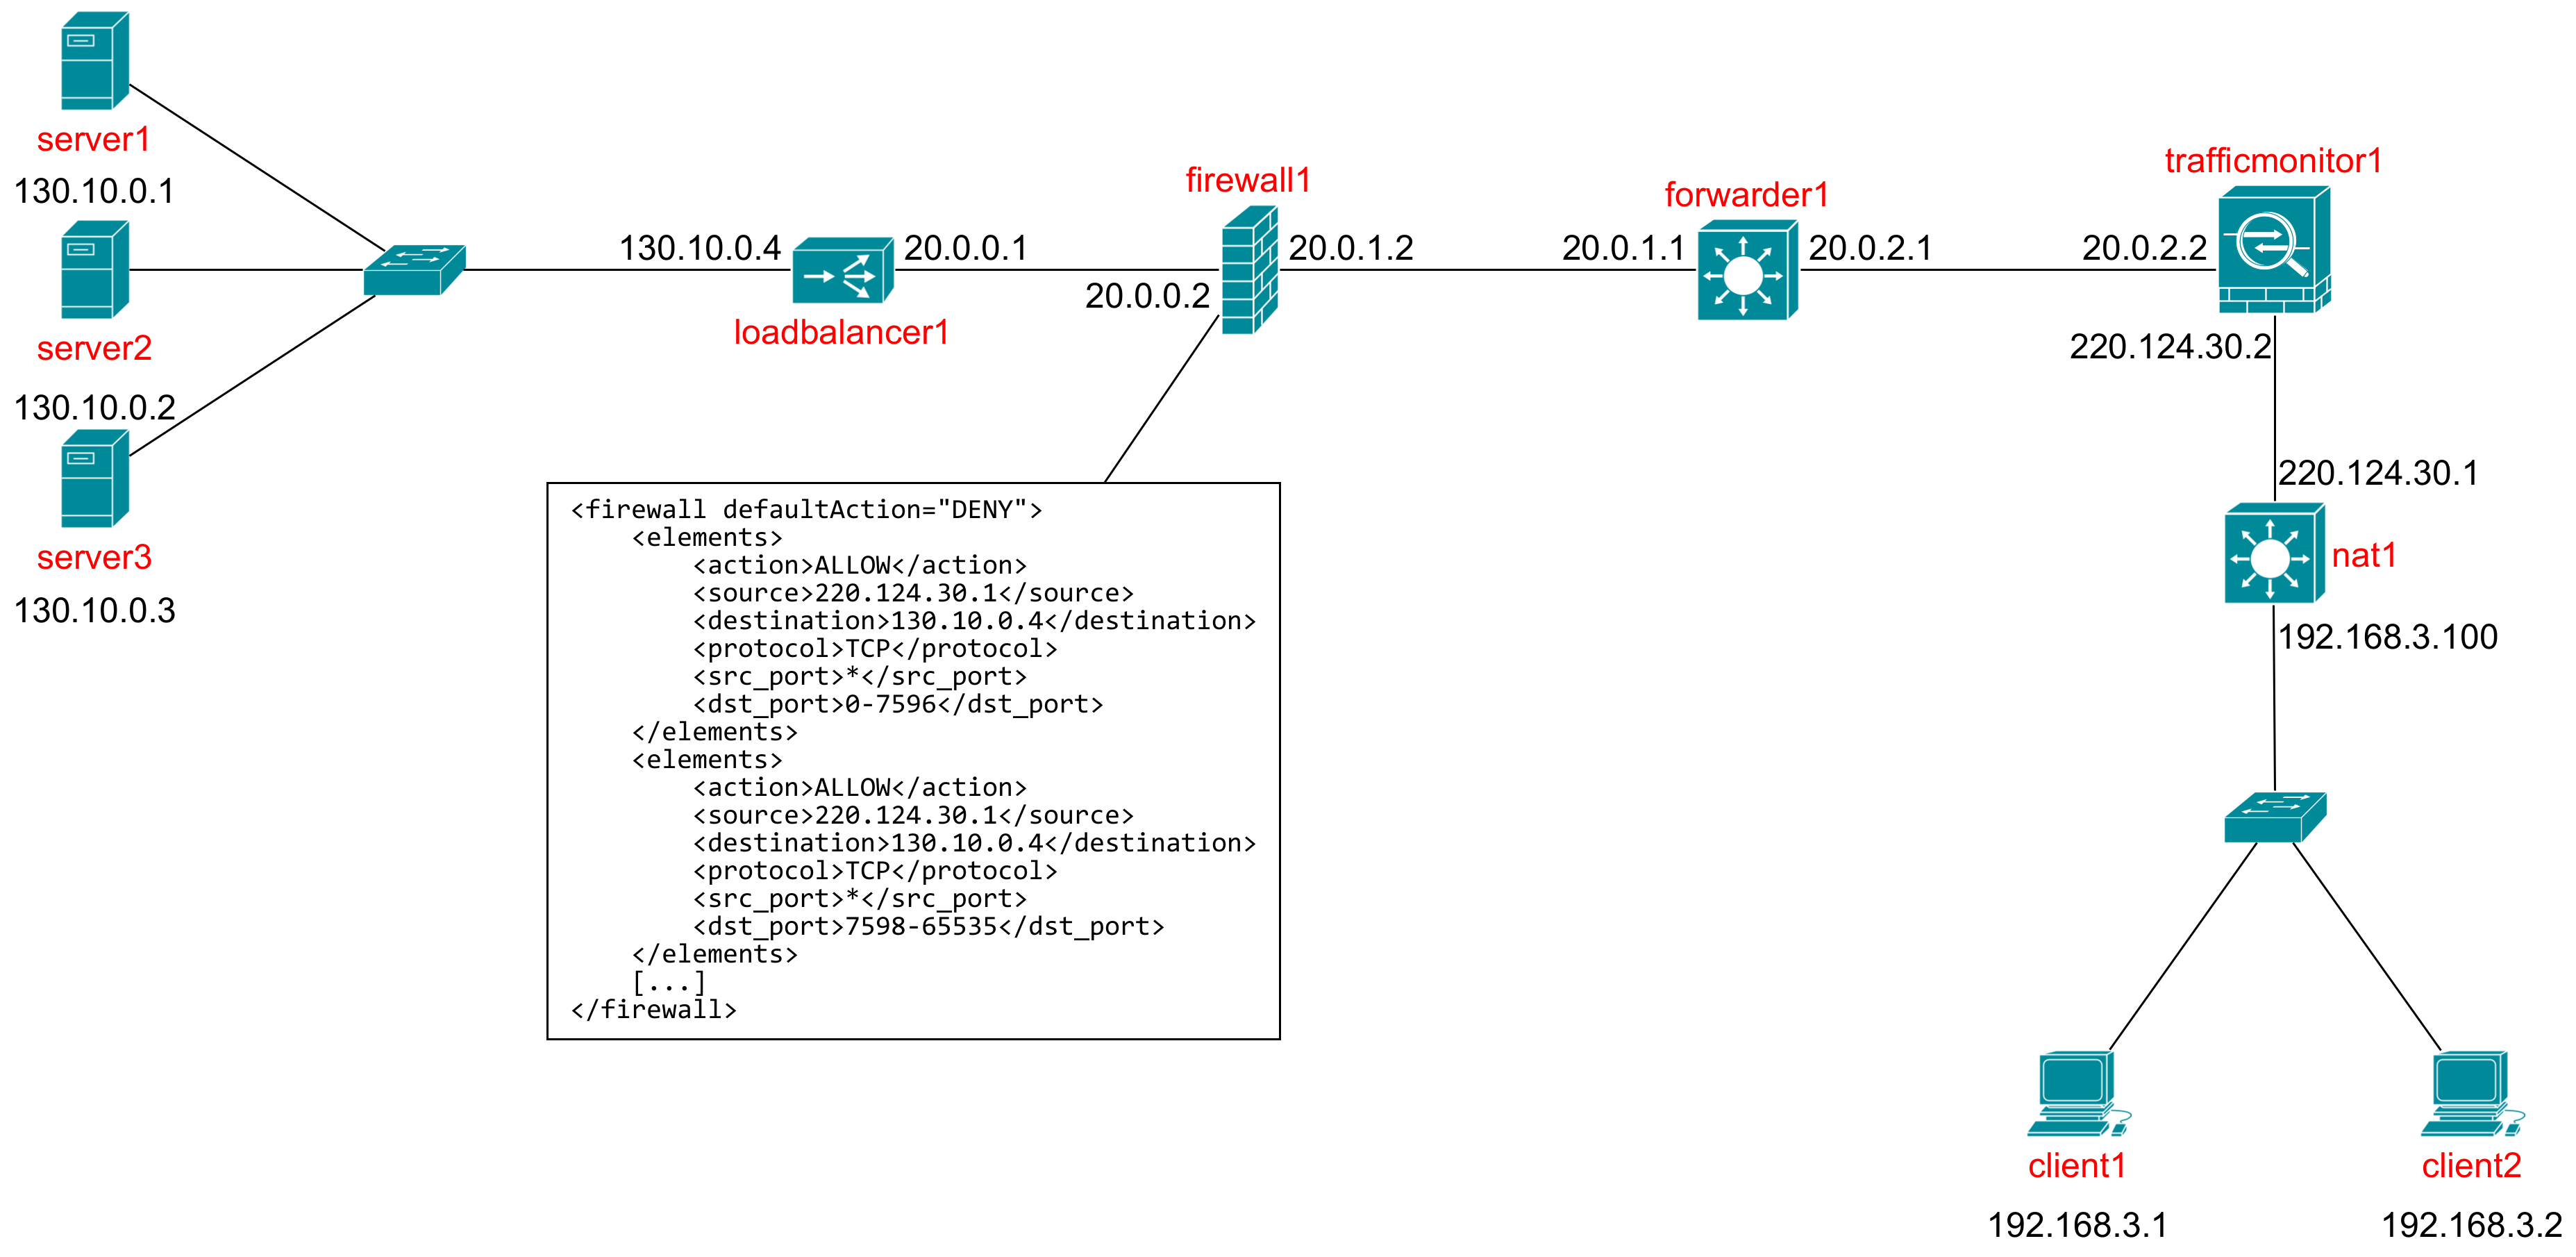 server1
130.10.0.1
server2
130.10.0.2
server3
130.10.0.3
130.10.0.4
loadbalancer1
20.0.0.1
firewall1
20.0.0.2
20.0.1.2
forwarder1
20.0.1.1
20.0.2.1
trafficmonitor1
20.0.2.2
220.124.30.2
220.124.30.1
nat1
192.168.3.100
<firewall defaultAction="DENY">
    <elements>
        <action>ALLOW</action>
        <source>220.124.30.1</source>
        <destination>130.10.0.4</destination>
        <protocol>TCP</protocol>
        <src_port>*</src_port>
        <dst_port>0-7596</dst_port>
    </elements>
    <elements>
        <action>ALLOW</action>
        <source>220.124.30.1</source>
        <destination>130.10.0.4</destination>
        <protocol>TCP</protocol>
        <src_port>*</src_port>
        <dst_port>7598-65535</dst_port>
    </elements>
    [...]
</firewall>
client1
192.168.3.1
client2
192.168.3.2